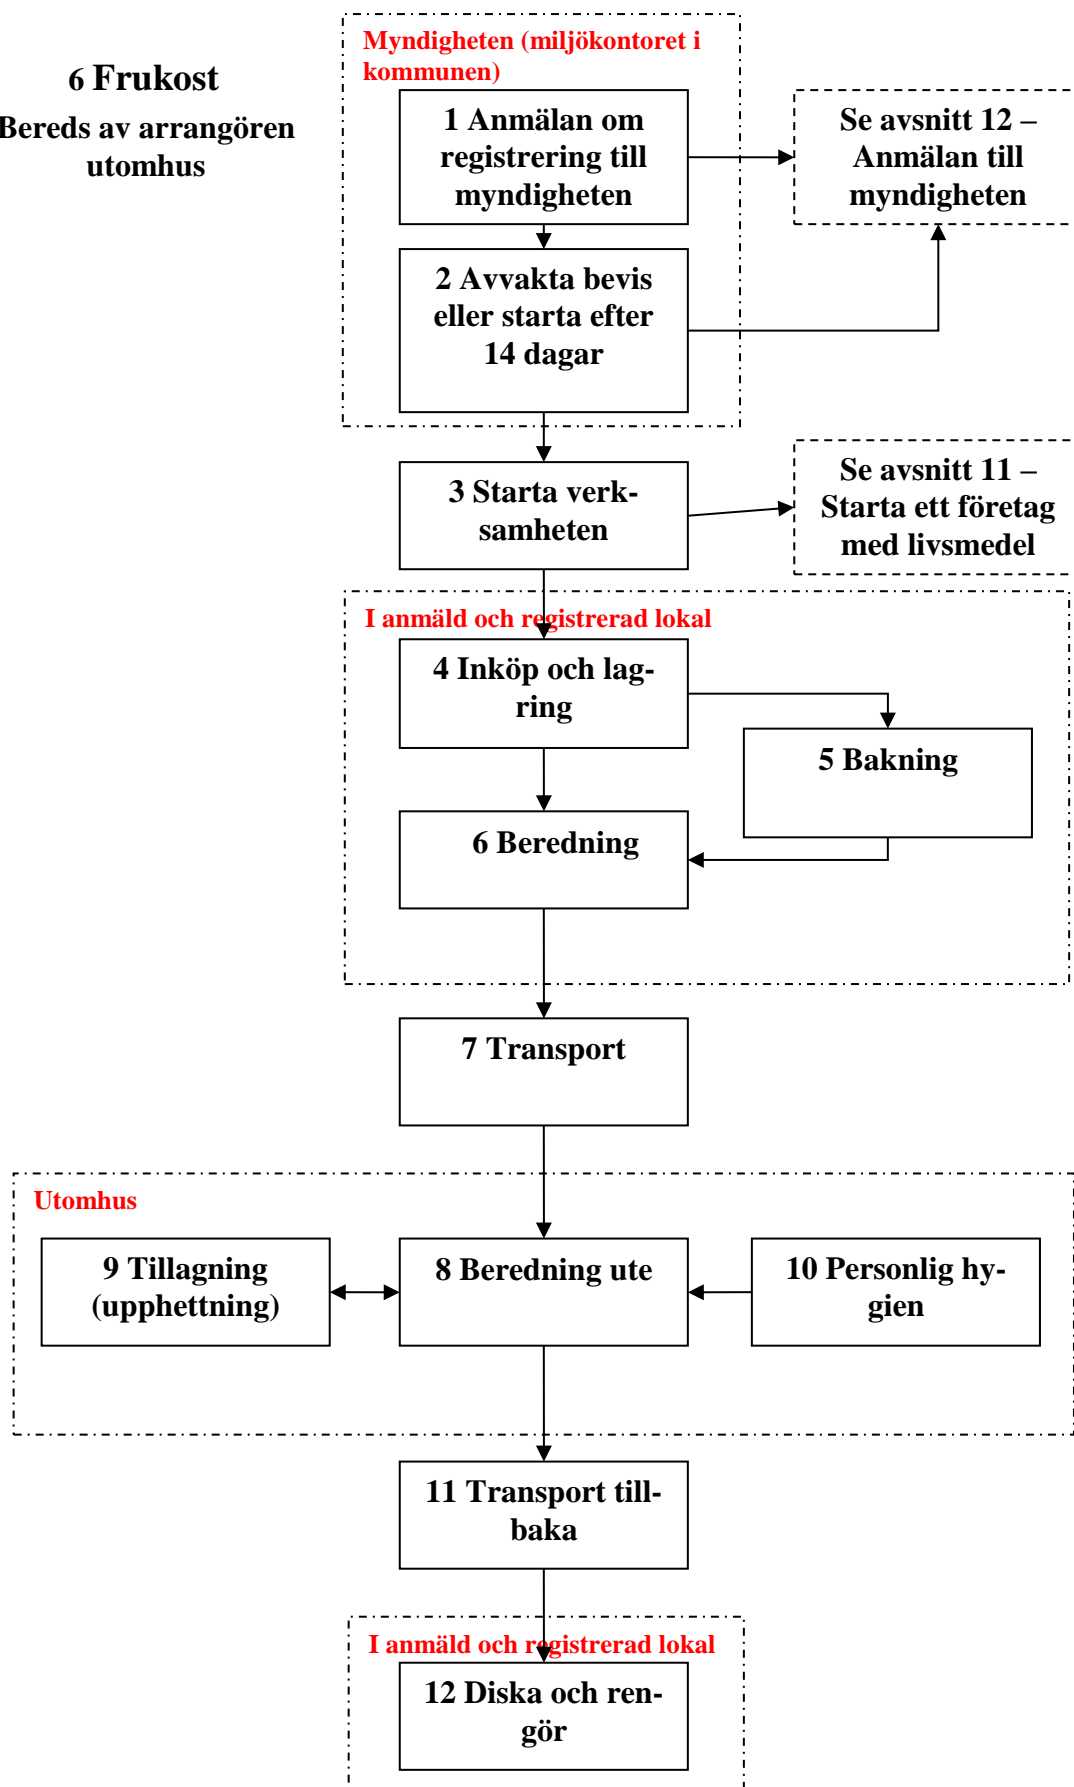 6 Frukost
Bereds av arrangören
utomhus
Myndigheten (miljökontoret i
kommunen)
1 Anmälan om
registrering till
myndigheten
Se avsnitt 12 –
Anmälan till
myndigheten
2 Avvakta bevis
eller starta efter
14 dagar
3 Starta verk-
samheten
Se avsnitt 11 –
Starta ett företag
med livsmedel
I anmäld och registrerad lokal
4 Inköp och lag-
ring
5 Bakning
6 Beredning
7 Transport
Utomhus
9 Tillagning
(upphettning)
8 Beredning ute
10 Personlig hy-
gien
11 Transport till-
baka
I anmäld och registrerad lokal
12 Diska och ren-
gör